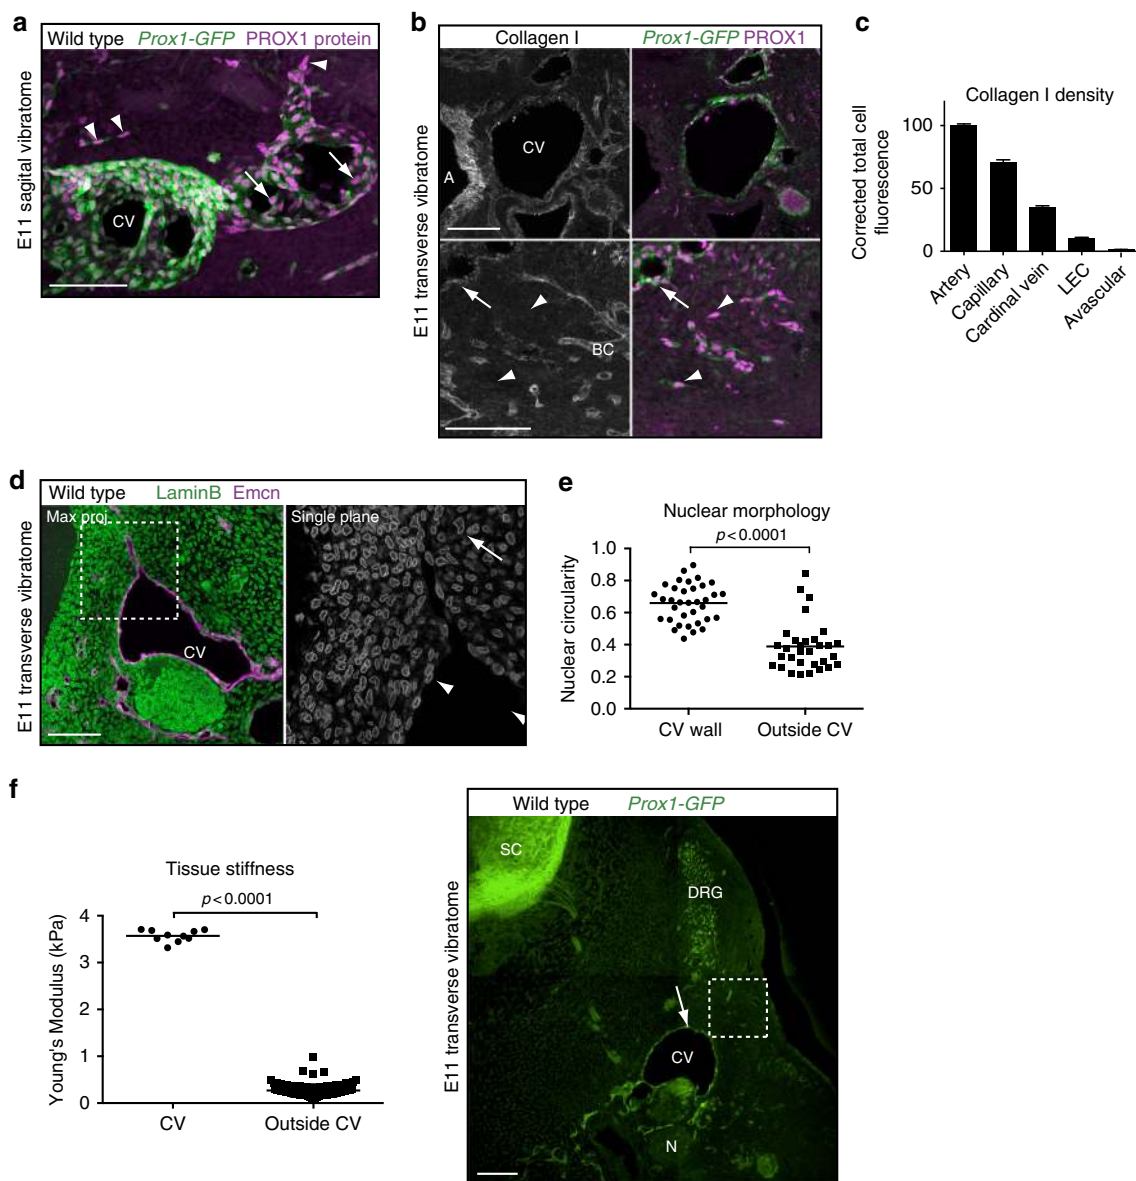 a
Wild type Prox1-GFP PROX1 protein
E11 sagital vibratome
CV
b
Collagen I
Prox1-GFP PROX1
E11 transverse vibratome
CV
A
BC
c
Collagen I density
Corrected total cell
fluorescence
100
50
0
Artery
Capillary
Cardinal vein
LEC
Avascular
d
Wild type LaminB Emcn
E11 transverse vibratome
Max proj
Single plane
CV
e
Nuclear morphology
p<0.0001
Nuclear circularity
1.0
0.8
0.6
0.4
0.2
0.0
CV wall
Outside CV
f
Tissue stiffness
p<0.0001
Young's Modulus (kPa)
4
3
2
1
0
CV
Outside CV
Wild type Prox1-GFP
E11 transverse vibratome
SC
DRG
CV
N